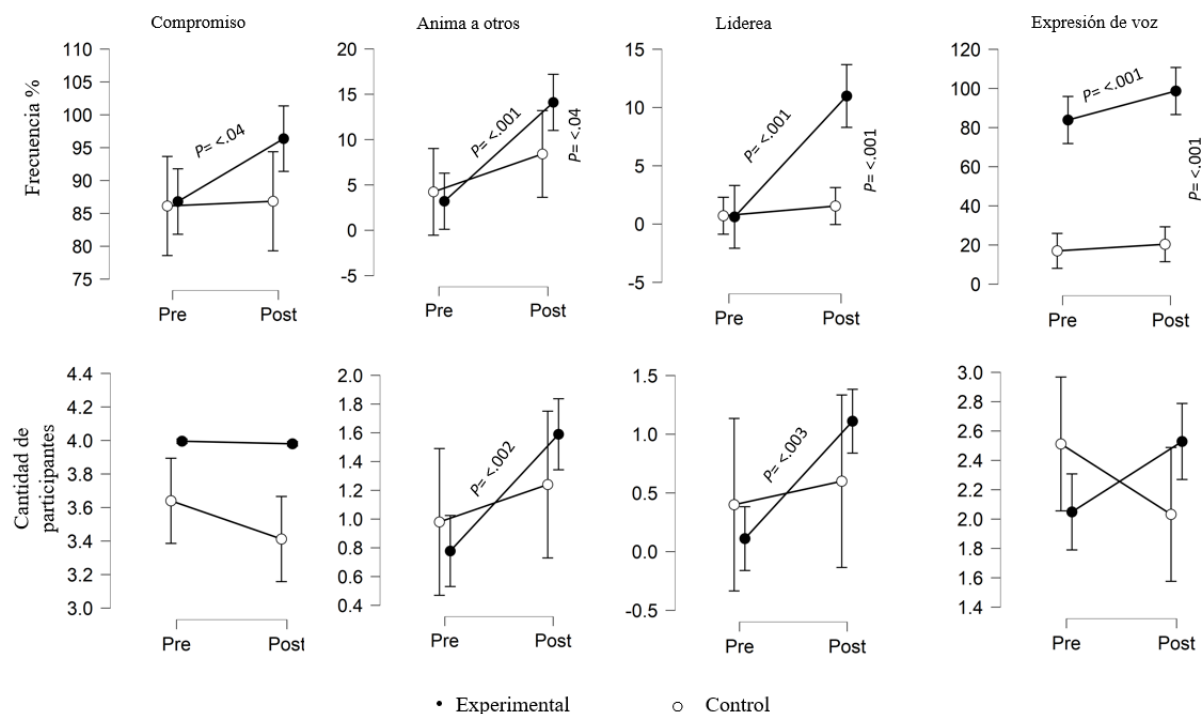 Compromiso
Anima a otros
Liderea
Expresión de voz
Frecuencia %
110
105
100
95
90
85
80
75
P= <.04
Pre Post
20
15
10
5
0
-5
P= <.001
P= <.04
Pre Post
15
10
5
0
-5
P= <.001
P= <.001
Pre Post
120
100
80
60
40
20
0
P= <.001
P= <.001
Pre Post
Cantidad de
participantes
4.4
4.2
4.0
3.8
3.6
3.4
3.2
3.0
Pre Post
2.0
1.8
1.6
1.4
1.2
1.0
0.8
0.6
0.4
P= <.002
Pre Post
1.5
1.0
0.5
0.0
-0.5
P= <.003
Pre Post
3.0
2.8
2.6
2.4
2.2
2.0
1.8
1.6
1.4
Pre Post
Experimental
Control